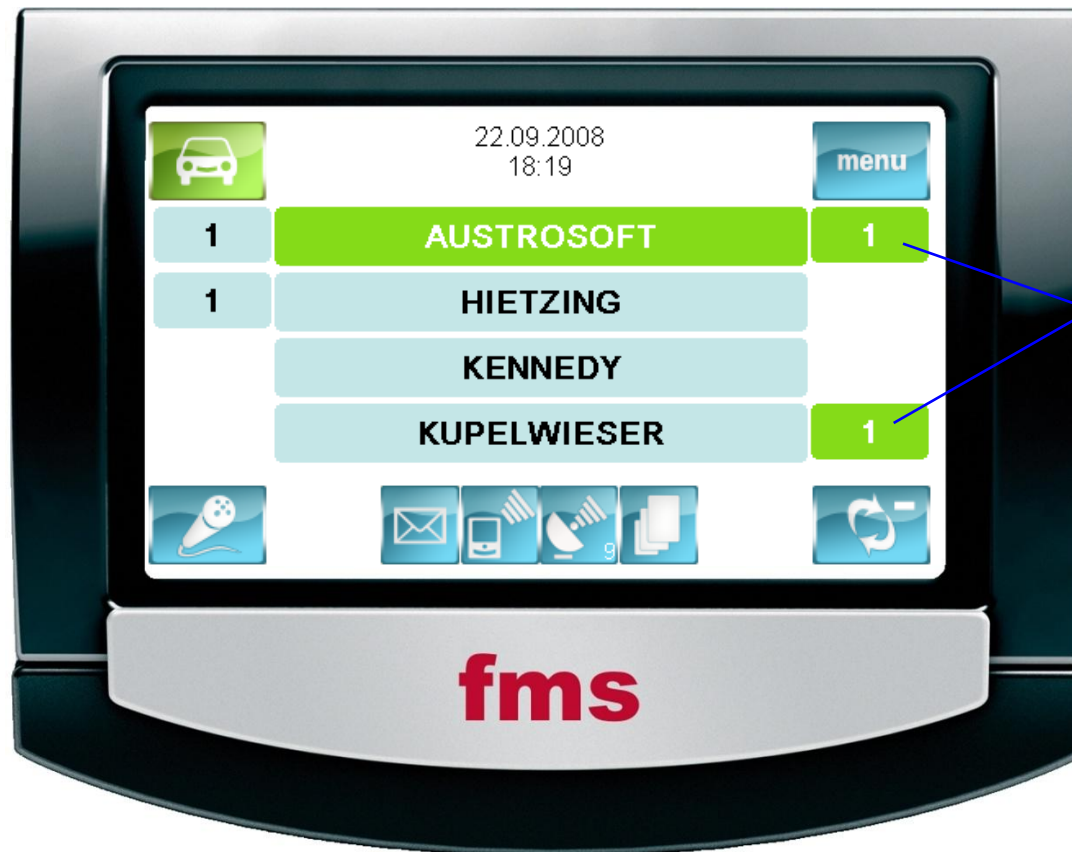 22.09.2008
18:19
menu
1 AUSTROSOFT 1
1 HIETZING
KENNEDY
KUPELWIESER 1
9
fms